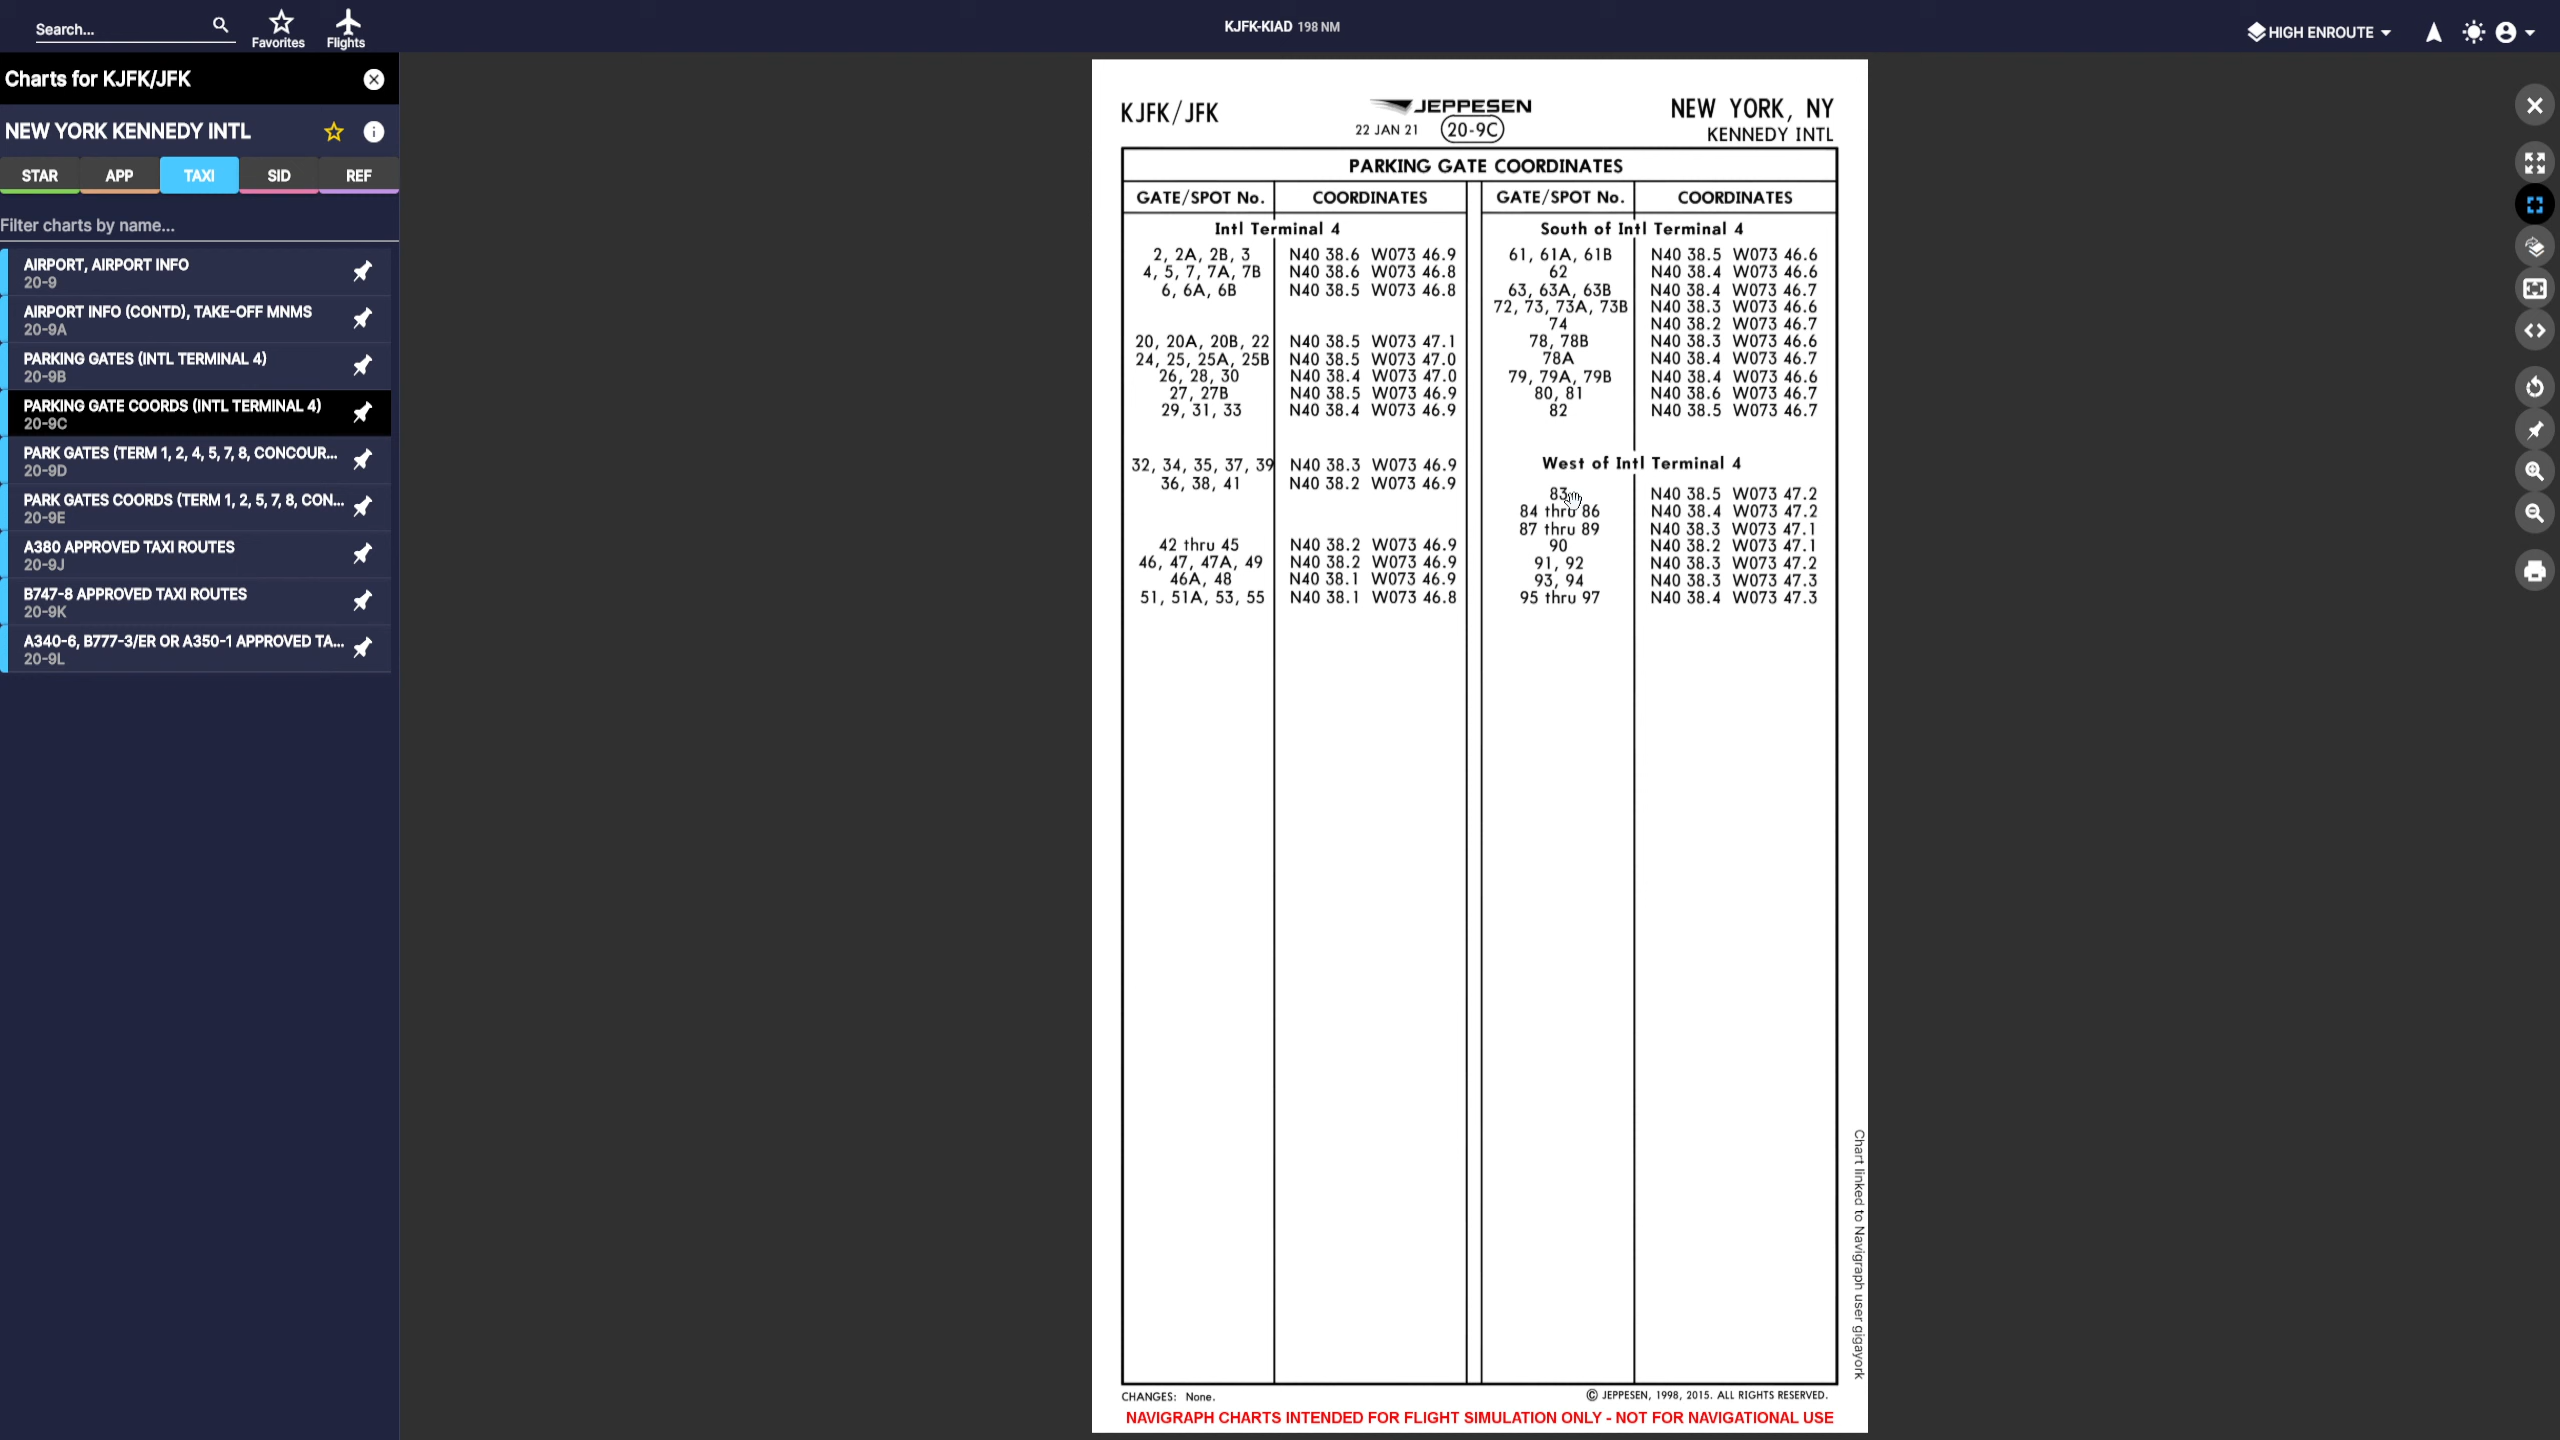 Search...
Favorites
Flights
KJFK-KIAD 198 NM
HIGH ENROUTE
Charts for KJFK/JFK
NEW YORK KENNEDY INTL
STAR APP TAXI SID REF
Filter charts by name...
AIRPORT, AIRPORT INFO
20-9
AIRPORT INFO (CONTD), TAKE-OFF MNMS
20-9A
PARKING GATES (INTL TERMINAL 4)
20-9B
PARKING GATE COORDS (INTL TERMINAL 4)
20-9C
PARK GATES (TERM 1, 2, 4, 5, 7, 8, CONCOUR...
20-9D
PARK GATES COORDS (TERM 1, 2, 5, 7, 8, CON...
20-9E
A380 APPROVED TAXI ROUTES
20-9J
B747-8 APPROVED TAXI ROUTES
20-9K
A340-6, B777-3/ER OR A350-1 APPROVED TA...
20-9L
KJFK/JFK
JEPPESEN
22 JAN 21 20-9C
NEW YORK, NY
KENNEDY INTL
PARKING GATE COORDINATES
GATE/SPOT No. COORDINATES
Intl Terminal 4
2, 2A, 2B, 3 N40 38.6 W073 46.9
4, 5, 7, 7A, 7B N40 38.6 W073 46.8
6, 6A, 6B N40 38.5 W073 46.8
20, 20A, 20B, 22 N40 38.5 W073 47.1
24, 25, 25A, 25B N40 38.5 W073 47.0
26, 28, 30 N40 38.4 W073 47.0
27, 27B N40 38.5 W073 46.9
29, 31, 33 N40 38.4 W073 46.9
32, 34, 35, 37, 39 N40 38.3 W073 46.9
36, 38, 41 N40 38.2 W073 46.9
42 thru 45 N40 38.2 W073 46.9
46, 47, 47A, 49 N40 38.2 W073 46.9
46A, 48 N40 38.1 W073 46.9
51, 51A, 53, 55 N40 38.1 W073 46.8
GATE/SPOT No. COORDINATES
South of Intl Terminal 4
61, 61A, 61B N40 38.5 W073 46.6
62 N40 38.4 W073 46.6
63, 63A, 63B N40 38.4 W073 46.7
72, 73, 73A, 73B N40 38.3 W073 46.6
74 N40 38.2 W073 46.7
78, 78B N40 38.3 W073 46.6
78A N40 38.4 W073 46.7
79, 79A, 79B N40 38.4 W073 46.6
80, 81 N40 38.6 W073 46.7
82 N40 38.5 W073 46.7
West of Intl Terminal 4
83 N40 38.5 W073 47.2
84 thru 86 N40 38.4 W073 47.2
87 thru 89 N40 38.3 W073 47.1
90 N40 38.2 W073 47.1
91, 92 N40 38.3 W073 47.2
93, 94 N40 38.3 W073 47.3
95 thru 97 N40 38.4 W073 47.3
Chart linked to Navigraph user gigayork
CHANGES: None.
© JEPPESEN, 1998, 2015. ALL RIGHTS RESERVED.
NAVIGRAPH CHARTS INTENDED FOR FLIGHT SIMULATION ONLY - NOT FOR NAVIGATIONAL USE